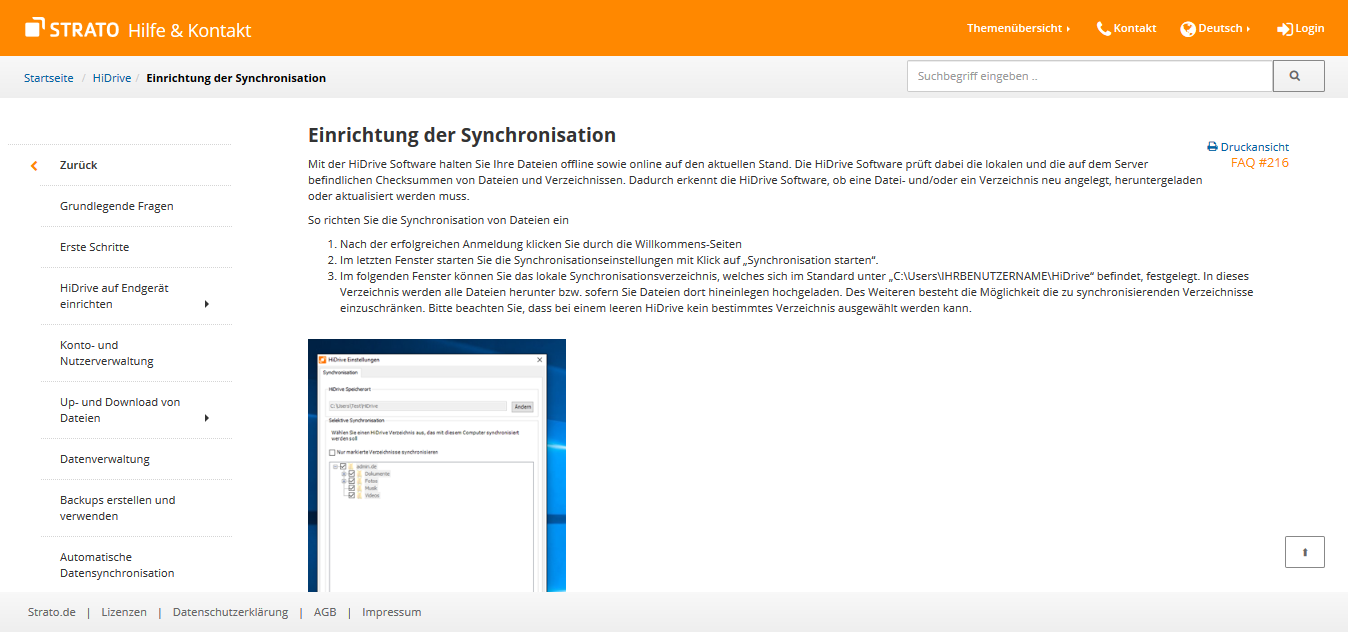 STRATO Hilfe & Kontakt
Themenübersicht
Kontakt
Deutsch
Login
Startseite / HiDrive / Einrichtung der Synchronisation
Suchbegriff eingeben ..
Zurück
Grundlegende Fragen
Erste Schritte
HiDrive auf Endgerät
einrichten
Konto- und
Nutzerverwaltung
Up- und Download von
Dateien
Datenverwaltung
Backups erstellen und
verwenden
Automatische
Datensynchronisation
Einrichtung der Synchronisation
Druckansicht
FAQ #216
Mit der HiDrive Software halten Sie Ihre Dateien offline sowie online auf den aktuellen Stand. Die HiDrive Software prüft dabei die lokalen und die auf dem Server
befindlichen Checksummen von Dateien und Verzeichnissen. Dadurch erkennt die HiDrive Software, ob eine Datei- und/oder ein Verzeichnis neu angelegt, heruntergeladen
oder aktualisiert werden muss.
So richten Sie die Synchronisation von Dateien ein
1. Nach der erfolgreichen Anmeldung klicken Sie durch die Willkommens-Seiten
2. Im letzten Fenster starten Sie die Synchronisationseinstellungen mit Klick auf „Synchronisation starten“.
3. Im folgenden Fenster können Sie das lokale Synchronisationsverzeichnis, welches sich im Standard unter „C:\Users\IHRBENUTZERNAME\HiDrive“ befindet, festgelegt. In dieses
Verzeichnis werden alle Dateien herunter bzw. sofern Sie Dateien dort hineinlegen hochgeladen. Des Weiteren besteht die Möglichkeit die zu synchronisierenden Verzeichnisse
einzuschränken. Bitte beachten Sie, dass bei einem leeren HiDrive kein bestimmtes Verzeichnis ausgewählt werden kann.
HiDrive Einstellungen
Synchronisation
HiDrive Speicherort
C:\Users\Test\HiDrive
Ändern
Selektive Synchronisation
Wählen Sie einen HiDrive Verzeichnis aus, das mit diesem Computer synchronisiert
werden soll
Nur markierte Verzeichnisse synchronisieren
admin.de
Dokumente
Fotos
Musik
Videos
Strato.de | Lizenzen | Datenschutzerklärung | AGB | Impressum